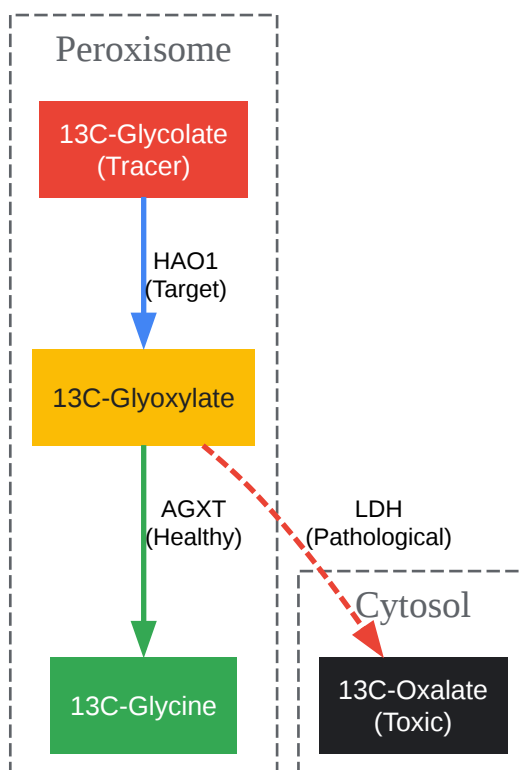 Peroxisome
13C-Glycolate
(Tracer)
HAO1
(Target)
13C-Glyoxylate
AGXT
(Healthy)
LDH
(Pathological)
Cytosol
13C-Glycine
13C-Oxalate
(Toxic)